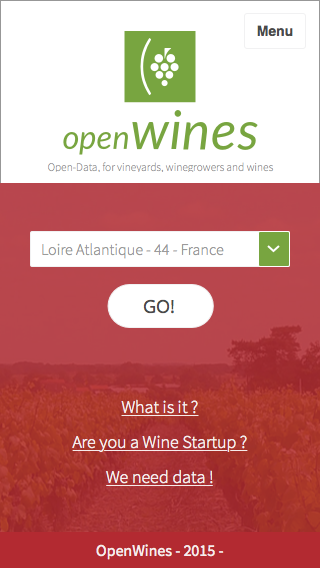 Menu
openwines
Open-Data, for vineyards, winegrowers and wines
Loire Atlantique - 44 - France
GO!
What is it ?
Are you a Wine Startup ?
We need data !
OpenWines - 2015 -